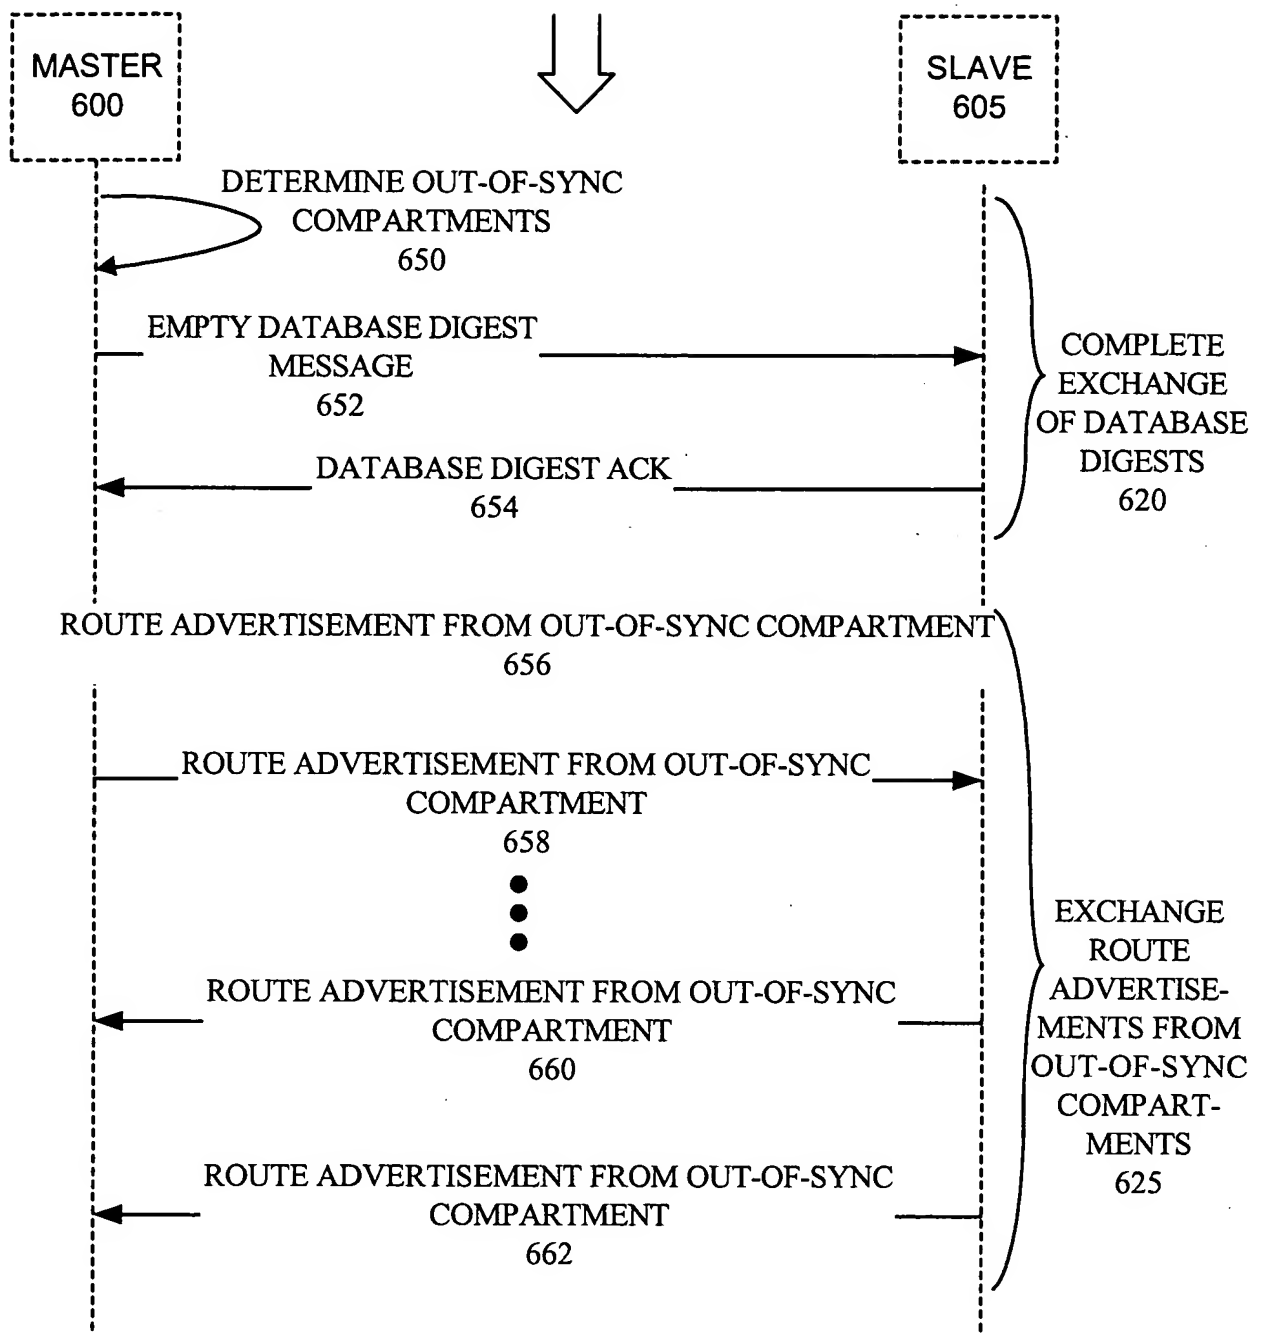 MASTER
600
SLAVE
605
DETERMINE OUT-OF-SYNC
COMPARTMENTS
650
EMPTY DATABASE DIGEST
MESSAGE
652
COMPLETE
EXCHANGE
OF DATABASE
DIGESTS
620
DATABASE DIGEST ACK
654
ROUTE ADVERTISEMENT FROM OUT-OF-SYNC COMPARTMENT
656
ROUTE ADVERTISEMENT FROM OUT-OF-SYNC
COMPARTMENT
658
EXCHANGE
ROUTE
ADVERTISE-
MENTS FROM
OUT-OF-SYNC
COMPART-
MENTS
625
ROUTE ADVERTISEMENT FROM OUT-OF-SYNC
COMPARTMENT
660
ROUTE ADVERTISEMENT FROM OUT-OF-SYNC
COMPARTMENT
662